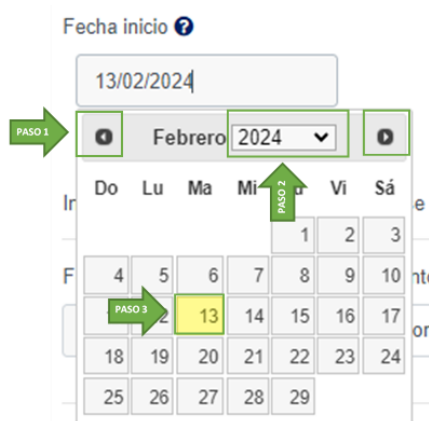 Fecha inicio ?
13/02/2024
PASO 1
Febrero 2024
PASO 2
Do Lu Ma Mi Vi Sá
1 2 3
4 5 6 7 8 9 10
PASO 3
13 14 15 16 17
18 19 20 21 22 23 24
25 26 27 28 29